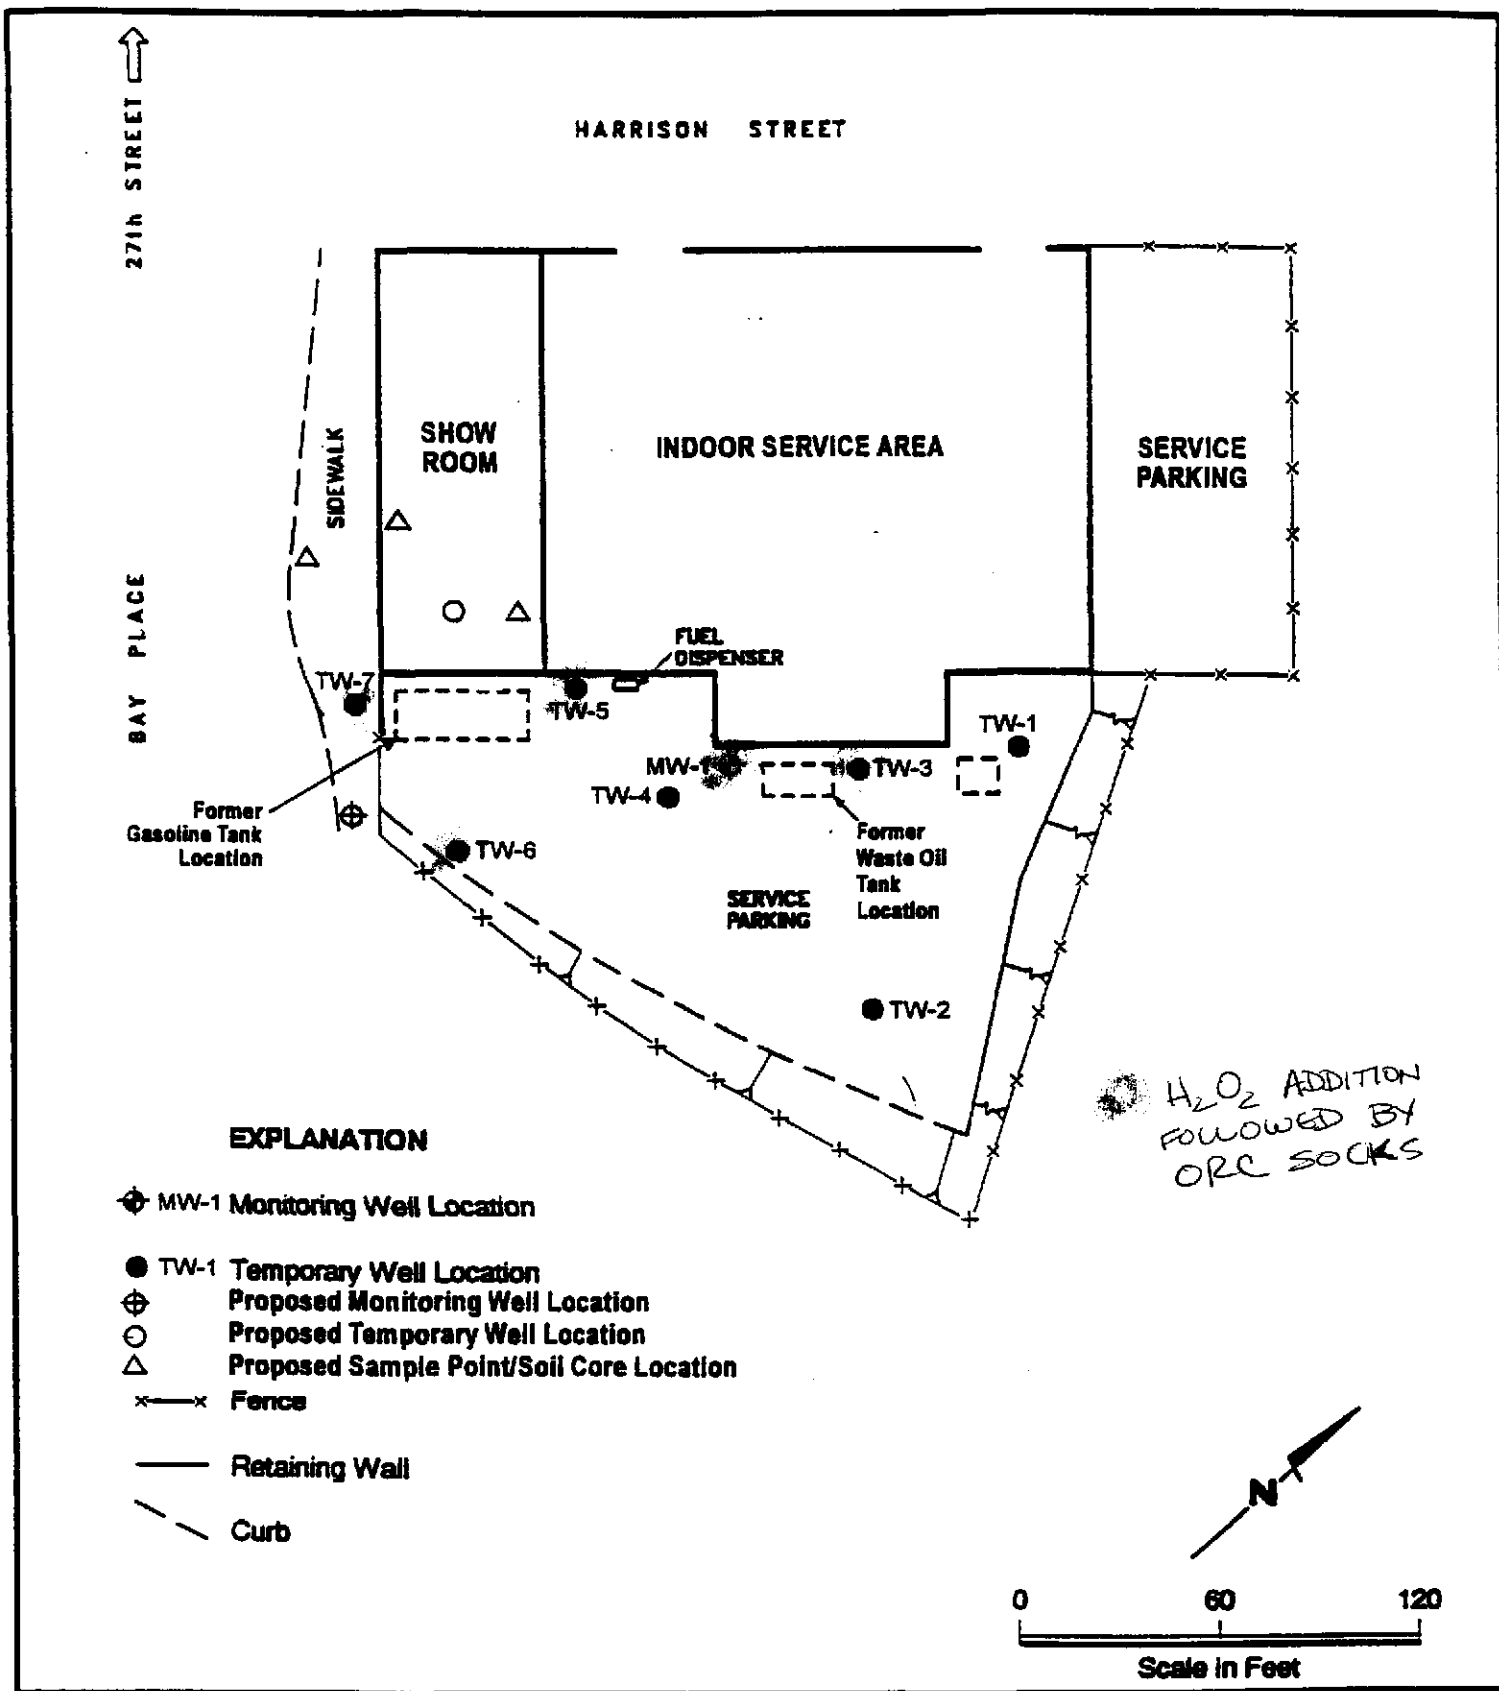 27th STREET
HARRISON STREET
SHOW
ROOM
INDOOR SERVICE AREA
SERVICE
PARKING
SIDEWALK
BAY PLACE
FUEL
DISPENSER
TW-7
TW-5
TW-1
MW-1
TW-3
TW-4
Former
Gasoline Tank
Location
TW-6
Former
Waste Oil
Tank
Location
SERVICE
PARKING
TW-2
H2O2 ADDITION
FOLLOWED BY
ORC SOCKS
EXPLANATION
MW-1 Monitoring Well Location
TW-1 Temporary Well Location
Proposed Monitoring Well Location
Proposed Temporary Well Location
Proposed Sample Point/Soil Core Location
x x Fence
Retaining Wall
Curb
N
0 60 120
Scale in Feet